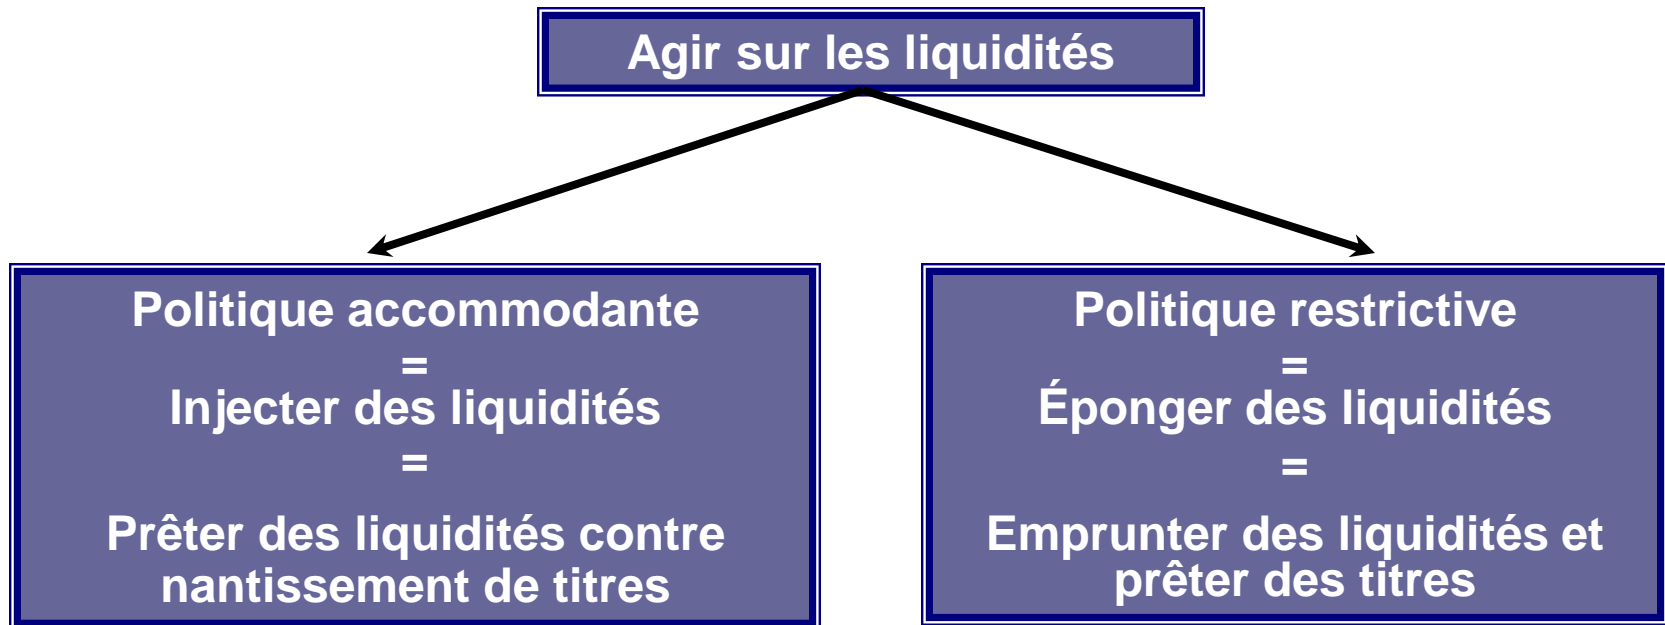 Agir sur les liquidités
Politique accommodante
=
Injecter des liquidités
=
Prêter des liquidités contre
nantissement de titres
Politique restrictive
=
Éponger des liquidités
=
Emprunter des liquidités et
prêter des titres